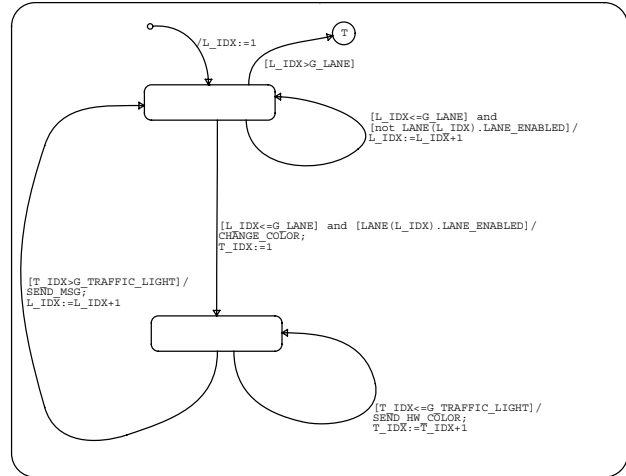 /L_IDX:=1
T
[L_IDX>G_LANE]
[L_IDX<=G_LANE] and
[not LANE(L_IDX).LANE_ENABLED]/
L_IDX:=L_IDX+1
[L_IDX<=G_LANE] and [LANE(L_IDX).LANE_ENABLED]/
CHANGE_COLOR;
T_IDX:=1
[T_IDX>G_TRAFFIC_LIGHT]/
SEND_MSG;
L_IDX:=L_IDX+1
[T_IDX<=G_TRAFFIC_LIGHT]/
SEND_HW_COLOR;
T_IDX:=T_IDX+1